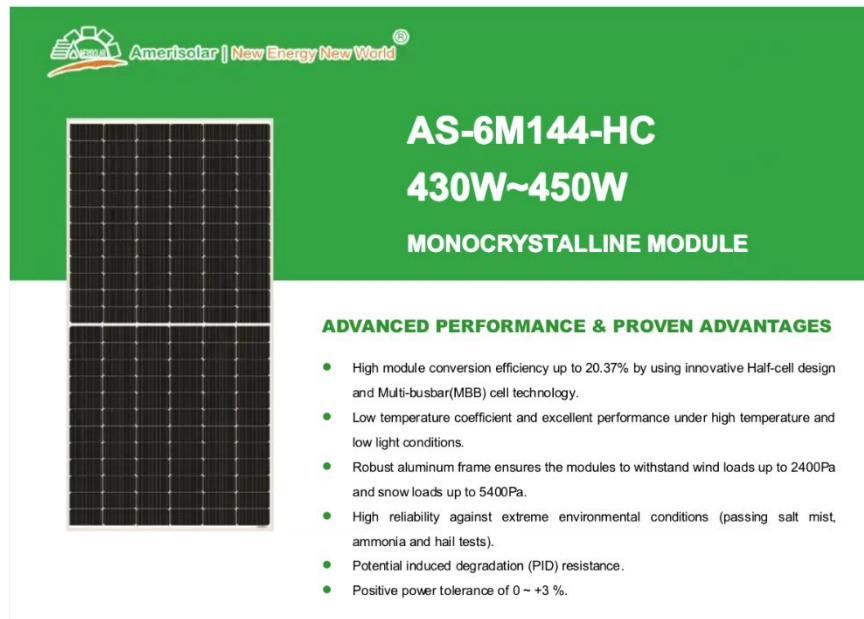 Amerisolar | New Energy New World ®
AS-6M144-HC
430W~450W
MONOCRYSTALLINE MODULE
ADVANCED PERFORMANCE & PROVEN ADVANTAGES
● High module conversion efficiency up to 20.37% by using innovative Half-cell design
and Multi-busbar(MBB) cell technology.
● Low temperature coefficient and excellent performance under high temperature and
low light conditions.
● Robust aluminum frame ensures the modules to withstand wind loads up to 2400Pa
and snow loads up to 5400Pa.
● High reliability against extreme environmental conditions (passing salt mist,
ammonia and hail tests).
● Potential induced degradation (PID) resistance.
● Positive power tolerance of 0 ~ +3 %.